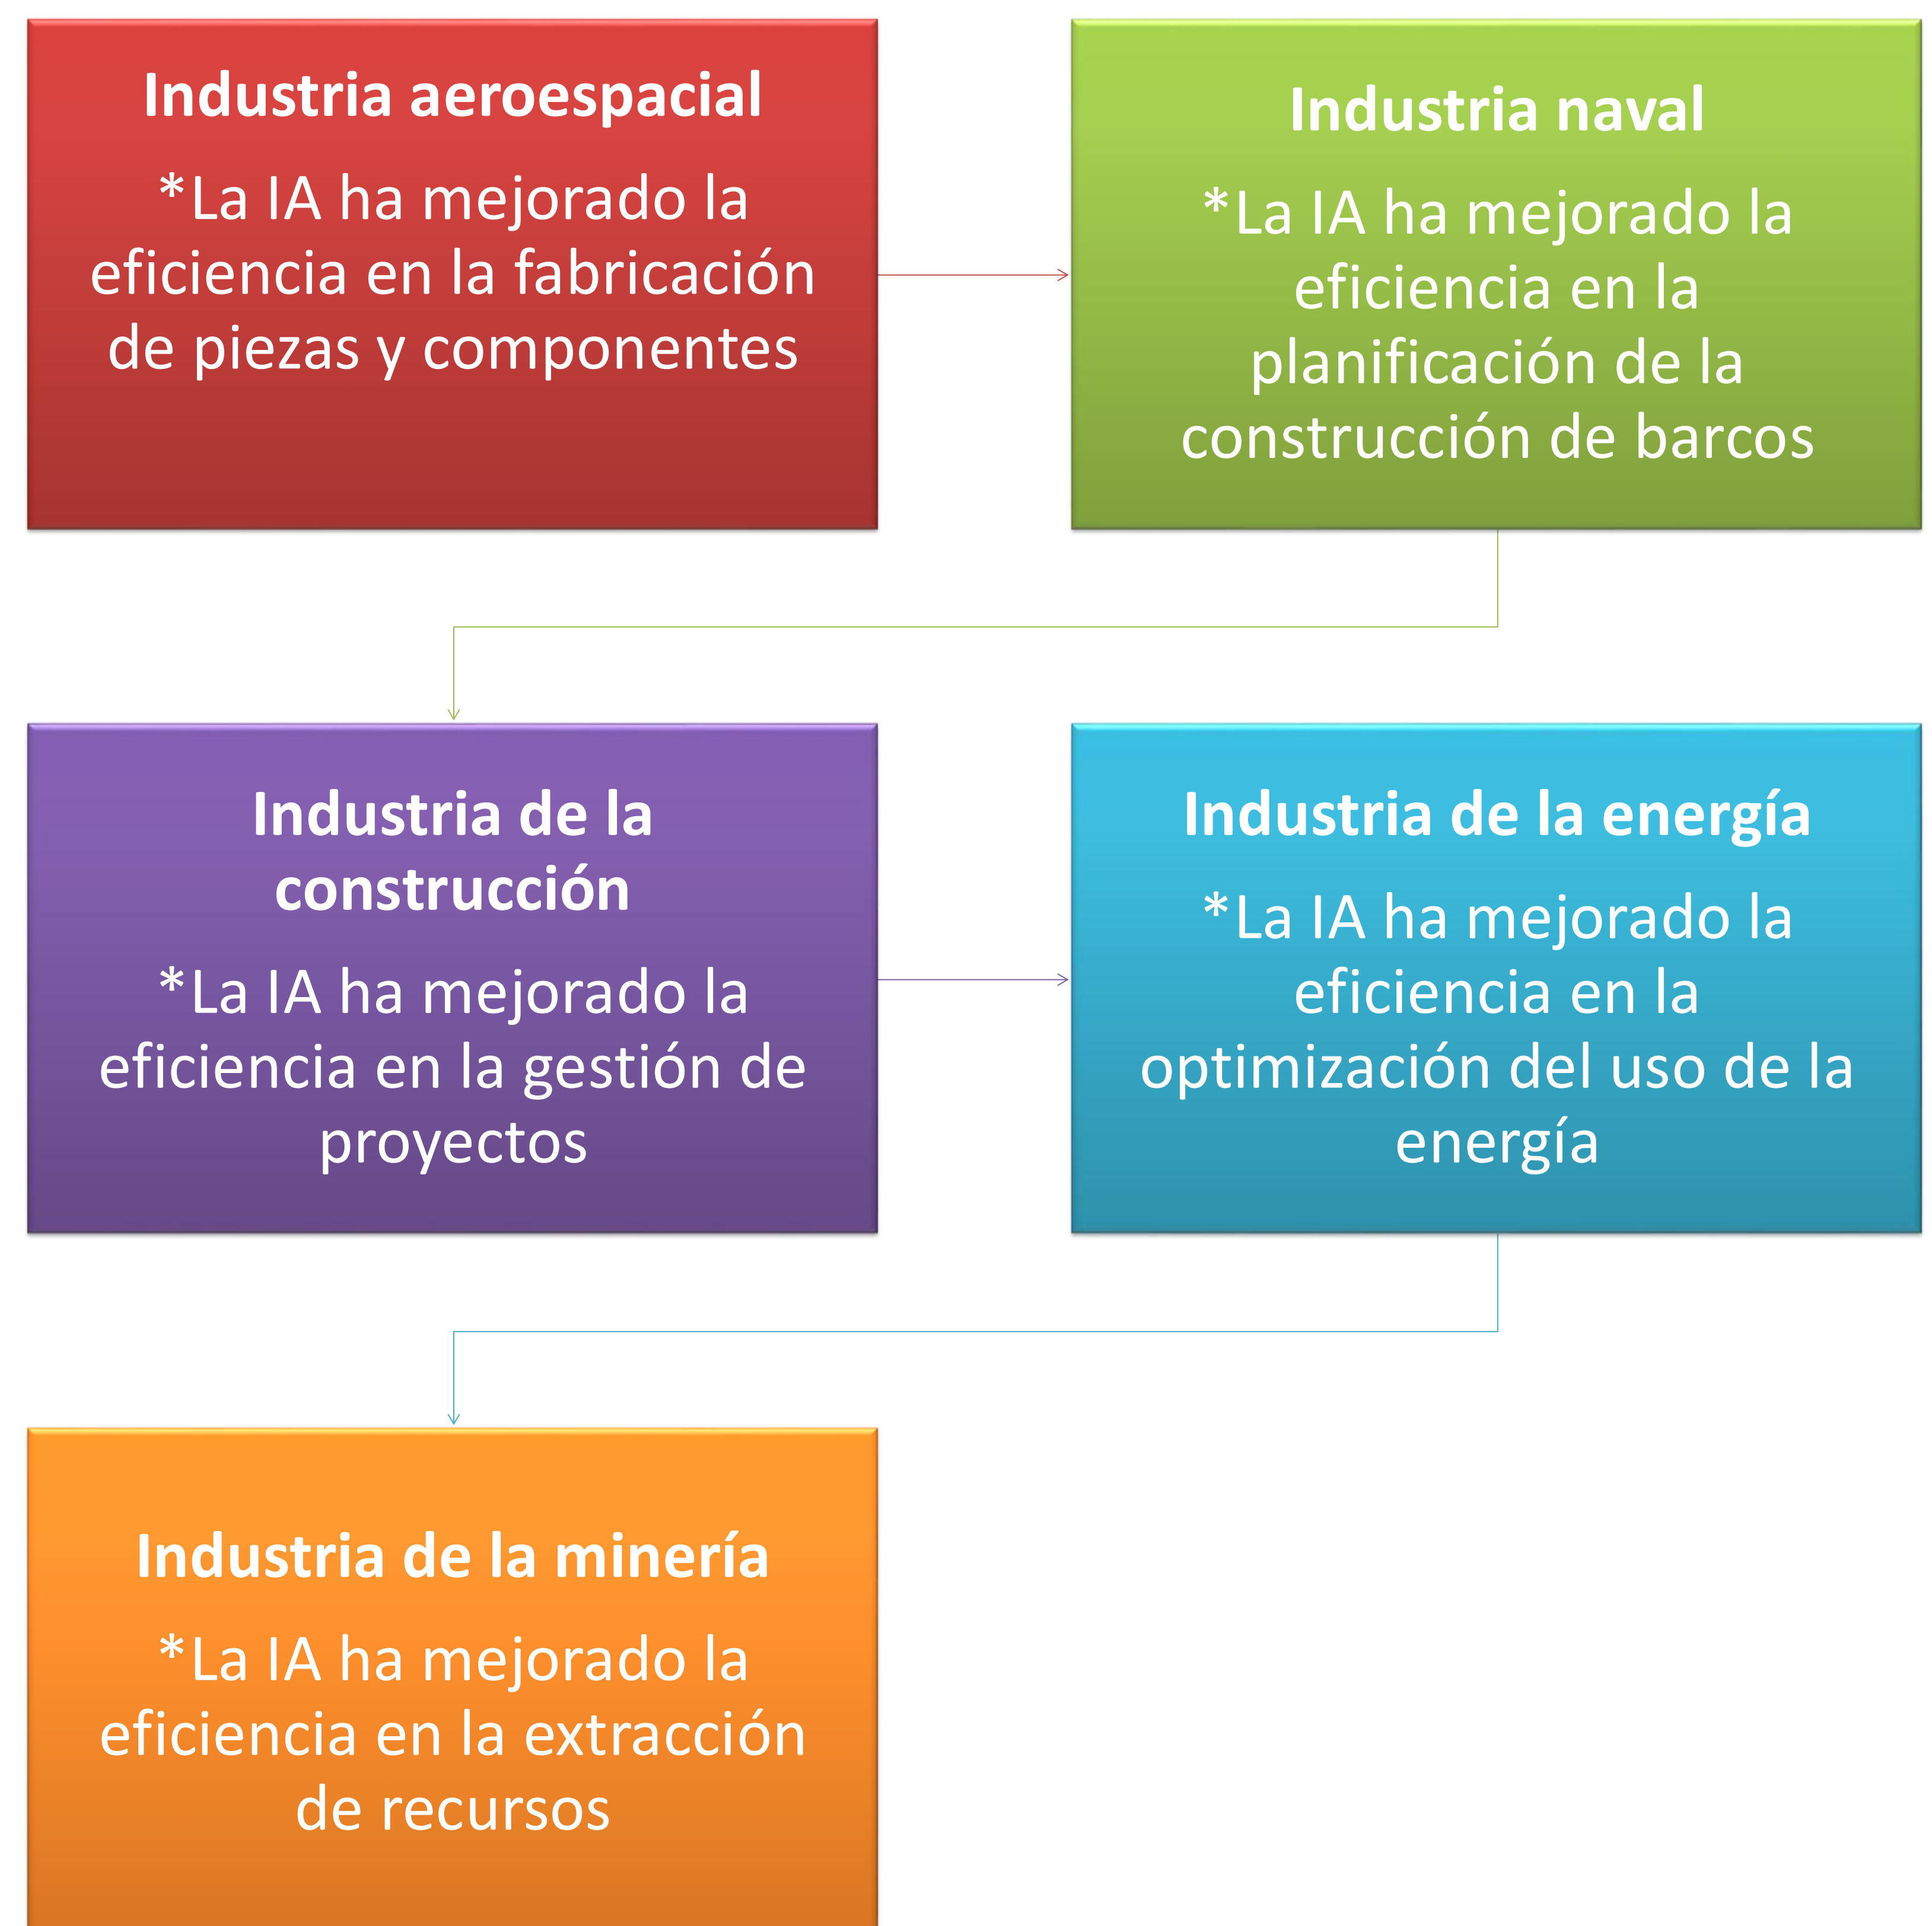 Industria aeroespacial
*La IA ha mejorado la
eficiencia en la fabricación
de piezas y componentes
Industria naval
*La IA ha mejorado la
eficiencia en la
planificación de la
construcción de barcos
Industria de la
construcción
*La IA ha mejorado la
eficiencia en la gestión de
proyectos
Industria de la energía
*La IA ha mejorado la
eficiencia en la
optimización del uso de la
energía
Industria de la minería
*La IA ha mejorado la
eficiencia en la extracción
de recursos